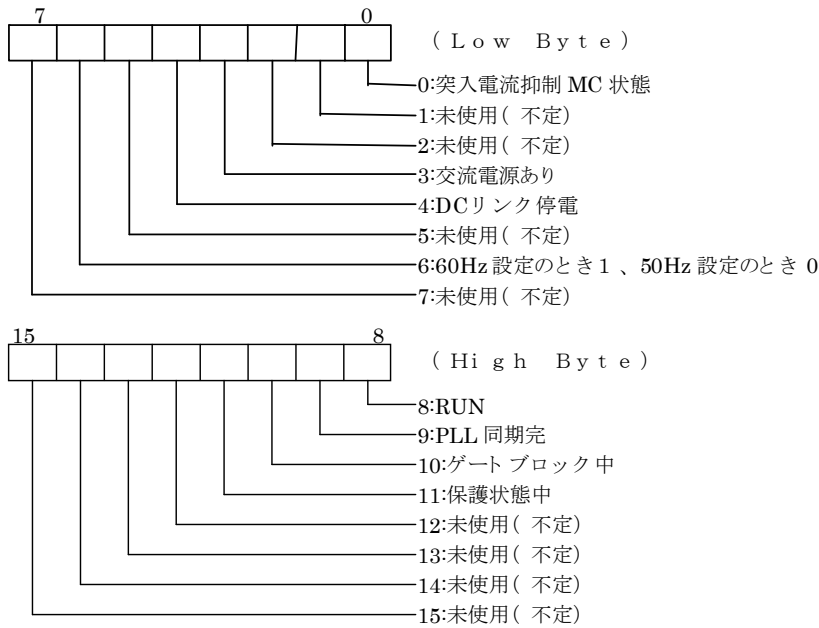 7 0
(Low Byte)
0:突入電流抑制 MC 状態
1:未使用( 不定)
2:未使用( 不定)
3:交流電源あり
4:DCリンク停電
5:未使用( 不定)
6:60Hz 設定のとき1 、50Hz 設定のとき 0
7:未使用( 不定)
15 8
(High Byte)
8:RUN
9:PLL 同期完
10:ゲートブロック中
11:保護状態中
12:未使用( 不定)
13:未使用( 不定)
14:未使用( 不定)
15:未使用( 不定)